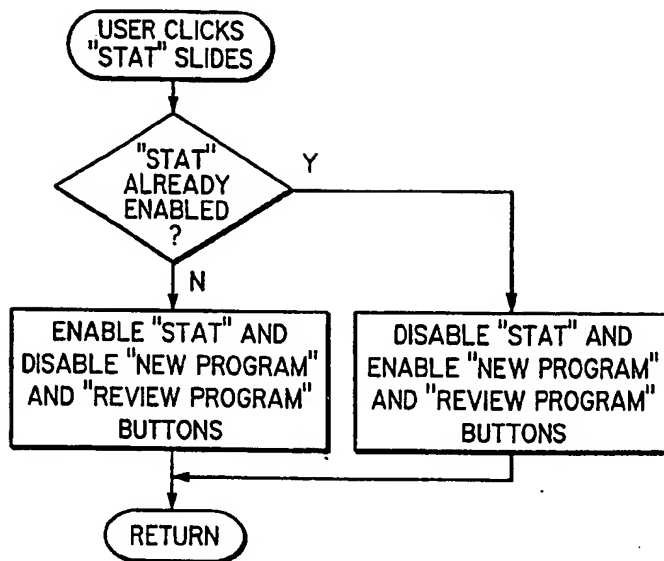 USER CLICKS
"STAT" SLIDES
"STAT"
ALREADY
ENABLED
?
Y
N
ENABLE "STAT" AND
DISABLE "NEW PROGRAM"
AND "REVIEW PROGRAM"
BUTTONS
DISABLE "STAT" AND
ENABLE "NEW PROGRAM"
AND "REVIEW PROGRAM"
BUTTONS
RETURN